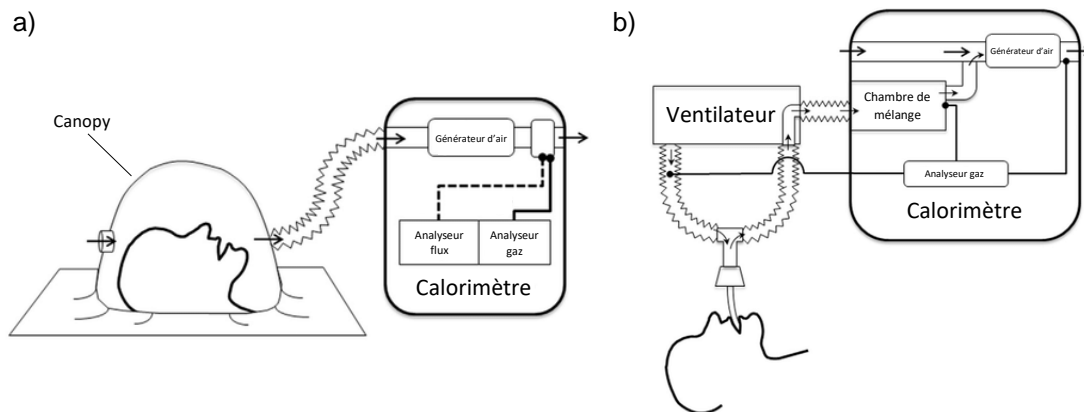 a)
Canopy
Générateur d'air
Analyseur
flux
Analyseur
gaz
Calorimètre
b)
Générateur d'air
Ventilateur
Chambre de
mélange
Analyseur gaz
Calorimètre